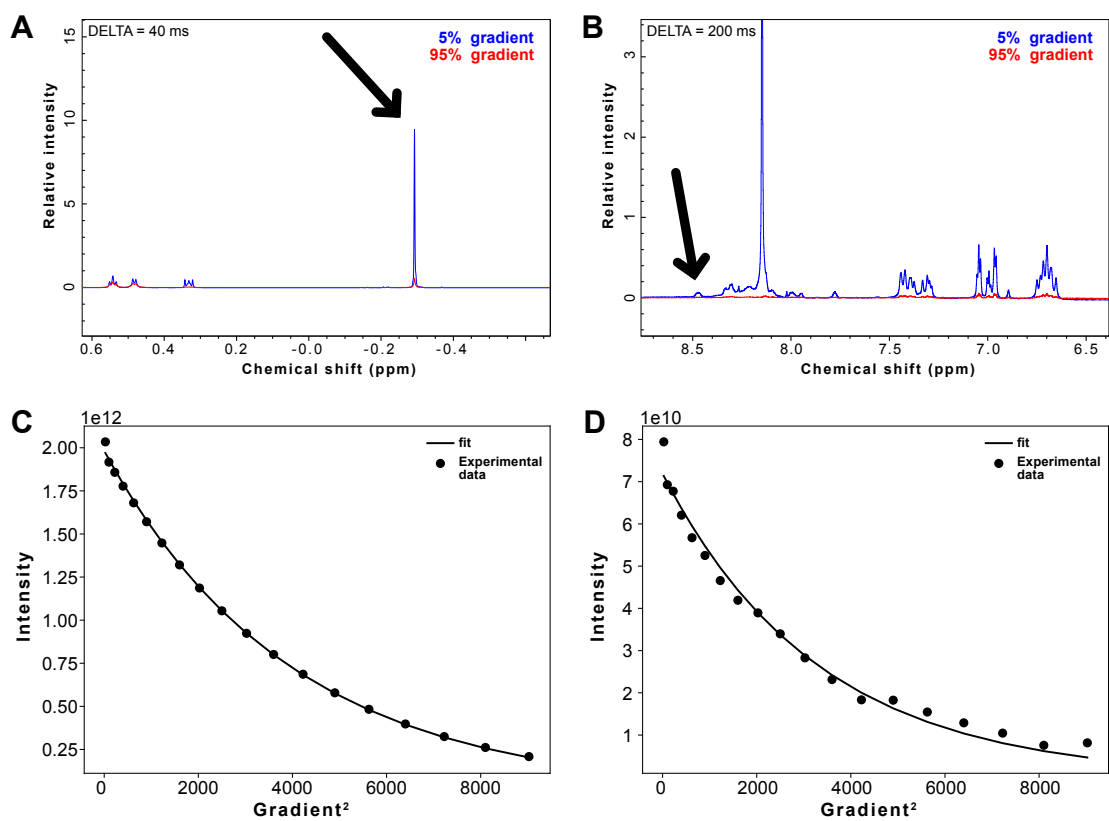 A
DELTA = 40 ms
5% gradient
95% gradient
15
10
5
0
Relative intensity
0.6
0.4
0.2
-0.0
-0.2
-0.4
Chemical shift (ppm)
B
DELTA = 200 ms
5% gradient
95% gradient
3
2
1
0
Relative intensity
8.5
8.0
7.5
7.0
6.5
Chemical shift (ppm)
C
1e12
fit
Experimental
data
2.00
1.75
1.50
1.25
1.00
0.75
0.50
0.25
Intensity
0
2000
4000
6000
8000
Gradient²
D
1e10
fit
Experimental
data
8
7
6
5
4
3
2
1
Intensity
0
2000
4000
6000
8000
Gradient²